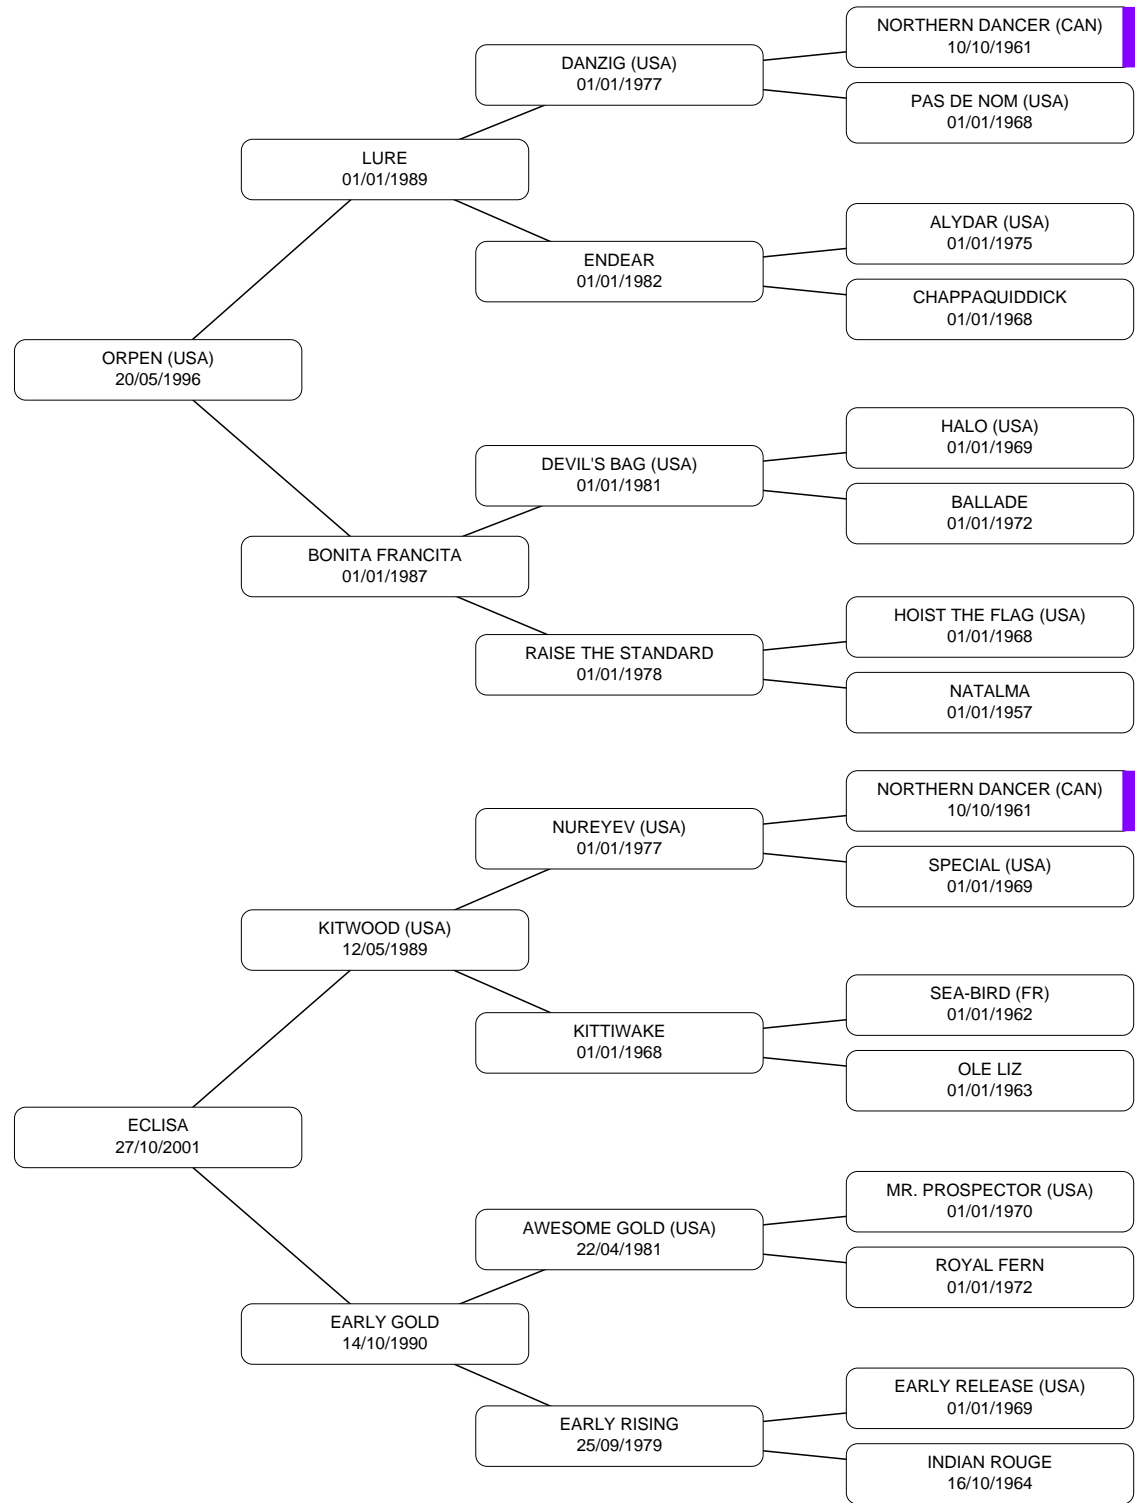 NORTHERN DANCER (CAN)
10/10/1961
DANZIG (USA)
01/01/1977
PAS DE NOM (USA)
01/01/1968
LURE
01/01/1989
ALYDAR (USA)
01/01/1975
ENDEAR
01/01/1982
CHAPPAQUIDDICK
01/01/1968
ORPEN (USA)
20/05/1996
HALO (USA)
01/01/1969
DEVIL'S BAG (USA)
01/01/1981
BALLADE
01/01/1972
BONITA FRANCITA
01/01/1987
HOIST THE FLAG (USA)
01/01/1968
RAISE THE STANDARD
01/01/1978
NATALMA
01/01/1957
NORTHERN DANCER (CAN)
10/10/1961
NUREYEV (USA)
01/01/1977
SPECIAL (USA)
01/01/1969
KITWOOD (USA)
12/05/1989
SEA-BIRD (FR)
01/01/1962
KITTIWAKE
01/01/1968
OLE LIZ
01/01/1963
ECLISA
27/10/2001
MR. PROSPECTOR (USA)
01/01/1970
AWESOME GOLD (USA)
22/04/1981
ROYAL FERN
01/01/1972
EARLY GOLD
14/10/1990
EARLY RELEASE (USA)
01/01/1969
EARLY RISING
25/09/1979
INDIAN ROUGE
16/10/1964